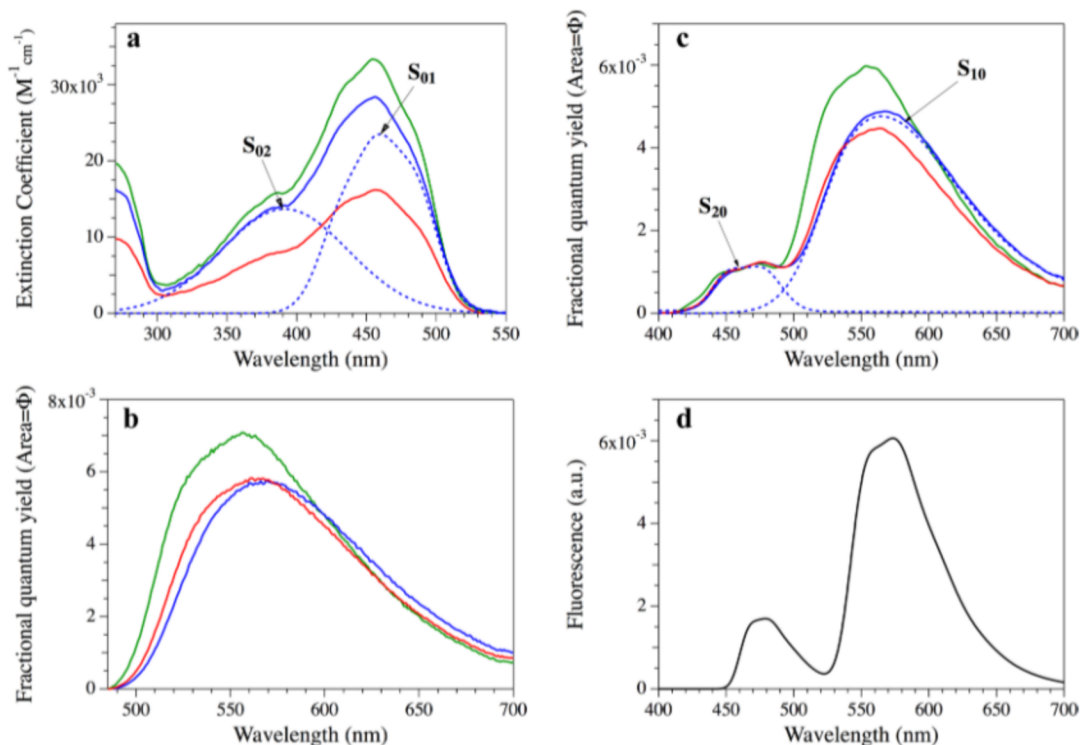 a
S01
S02
30x10³
20
10
0
Extinction Coefficient (M⁻¹cm⁻¹)
300
350
400
450
500
550
Wavelength (nm)
c
S10
S20
6x10⁻³
4
2
0
Fractional quantum yield (Area=Φ)
400
450
500
550
600
650
700
Wavelength (nm)
b
8x10⁻³
6
4
2
0
Fractional quantum yield (Area=Φ)
500
550
600
650
700
Wavelength (nm)
d
6x10⁻³
4
2
0
Fluorescence (a.u.)
400
450
500
550
600
650
700
Wavelength (nm)